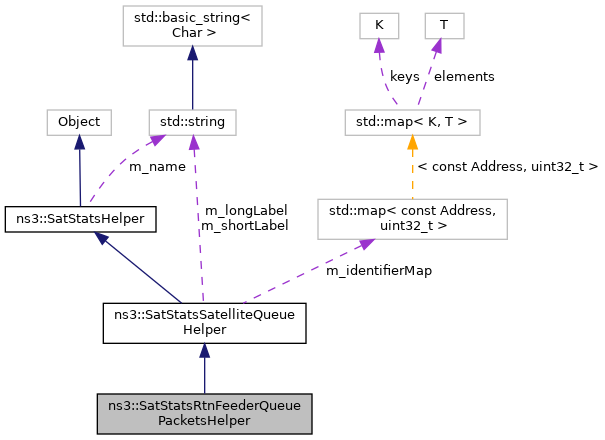 std::basic_string<
Char >
K
T
keys
elements
Object
std::string
std::map< K, T >
m_name
< const Address, uint32_t >
ns3::SatStatsHelper
m_longLabel
m_shortLabel
std::map< const Address,
uint32_t >
m_identifierMap
ns3::SatStatsSatelliteQueue
Helper
ns3::SatStatsRtnFeederQueue
PacketsHelper